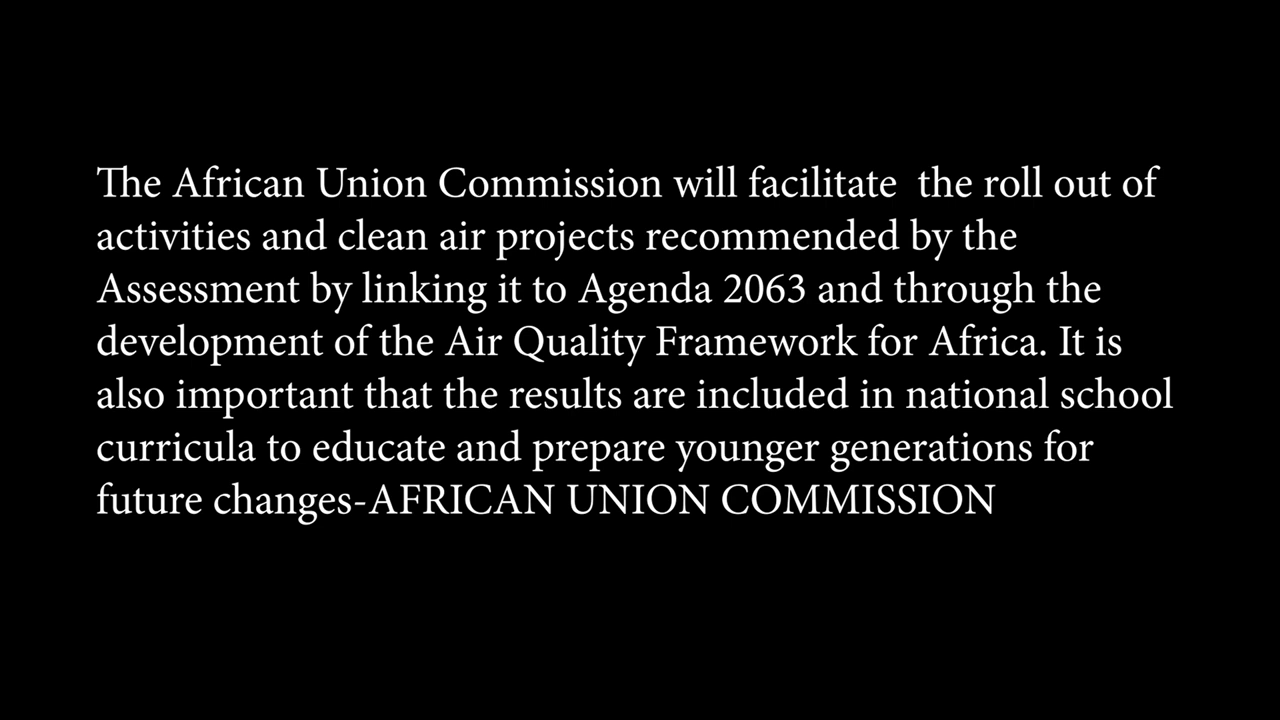 The African Union Commission will facilitate  the roll out of
activities and clean air projects recommended by the
Assessment by linking it to Agenda 2063 and through the
development of the Air Quality Framework for Africa. It is
also important that the results are included in national school
curricula to educate and prepare younger generations for
future changes-AFRICAN UNION COMMISSION